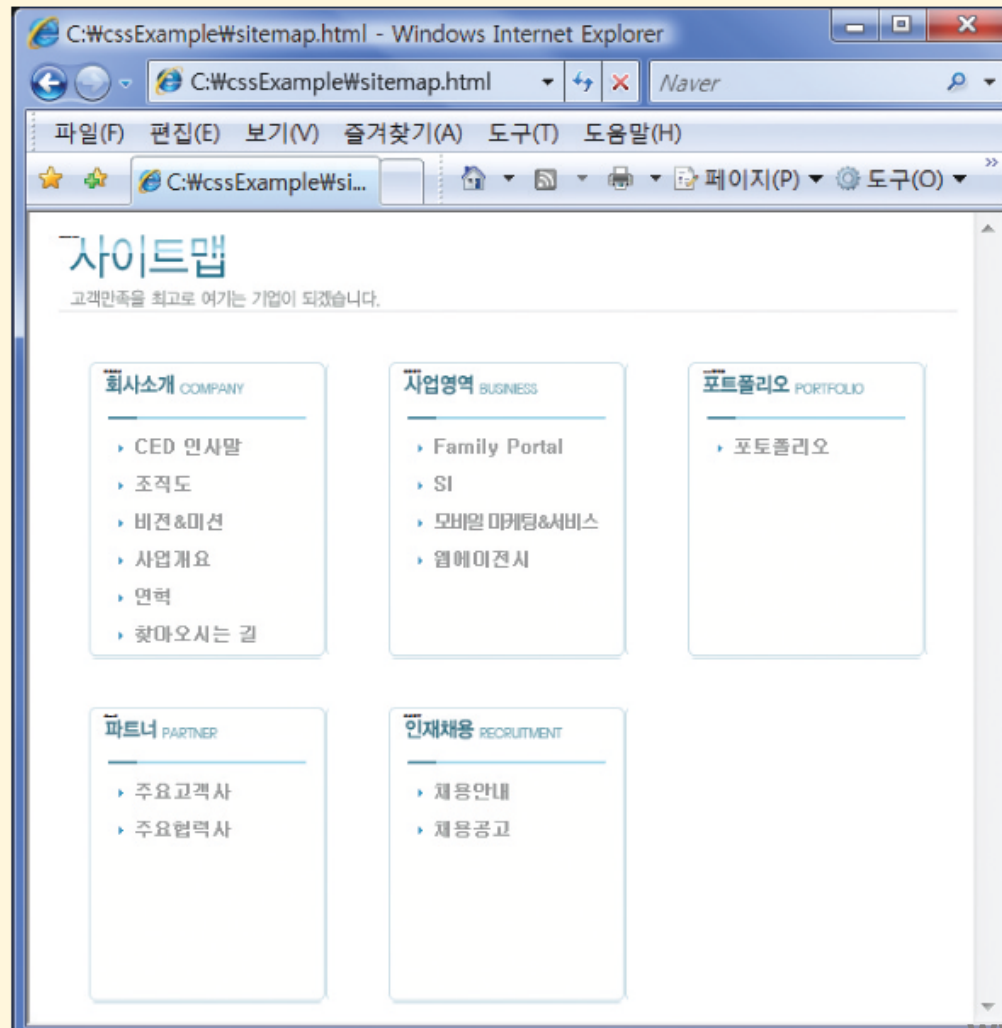 C:₩cssExample₩sitemap.html - Windows Internet Explorer
C:₩cssExample₩sitemap.html
Naver
파일(F) 편집(E) 보기(V) 즐겨찾기(A) 도구(T) 도움말(H)
C:₩cssExample₩si...
페이지(P) 도구(O) »
사이트맵
고객만족을 최고로 여기는 기업이 되겠습니다.
회사소개 COMPANY
CED 인사말
조직도
비전&미션
사업개요
연혁
찾마오시는 길
사업영역 BUSINESS
Family Portal
SI
모바일 마케팅&서비스
웹에이전시
포트폴리오 PORTFOLIO
포토폴리오
파트너 PARTNER
주요고객사
주요협력사
인재채용 RECRUITMENT
채용안내
채용공고